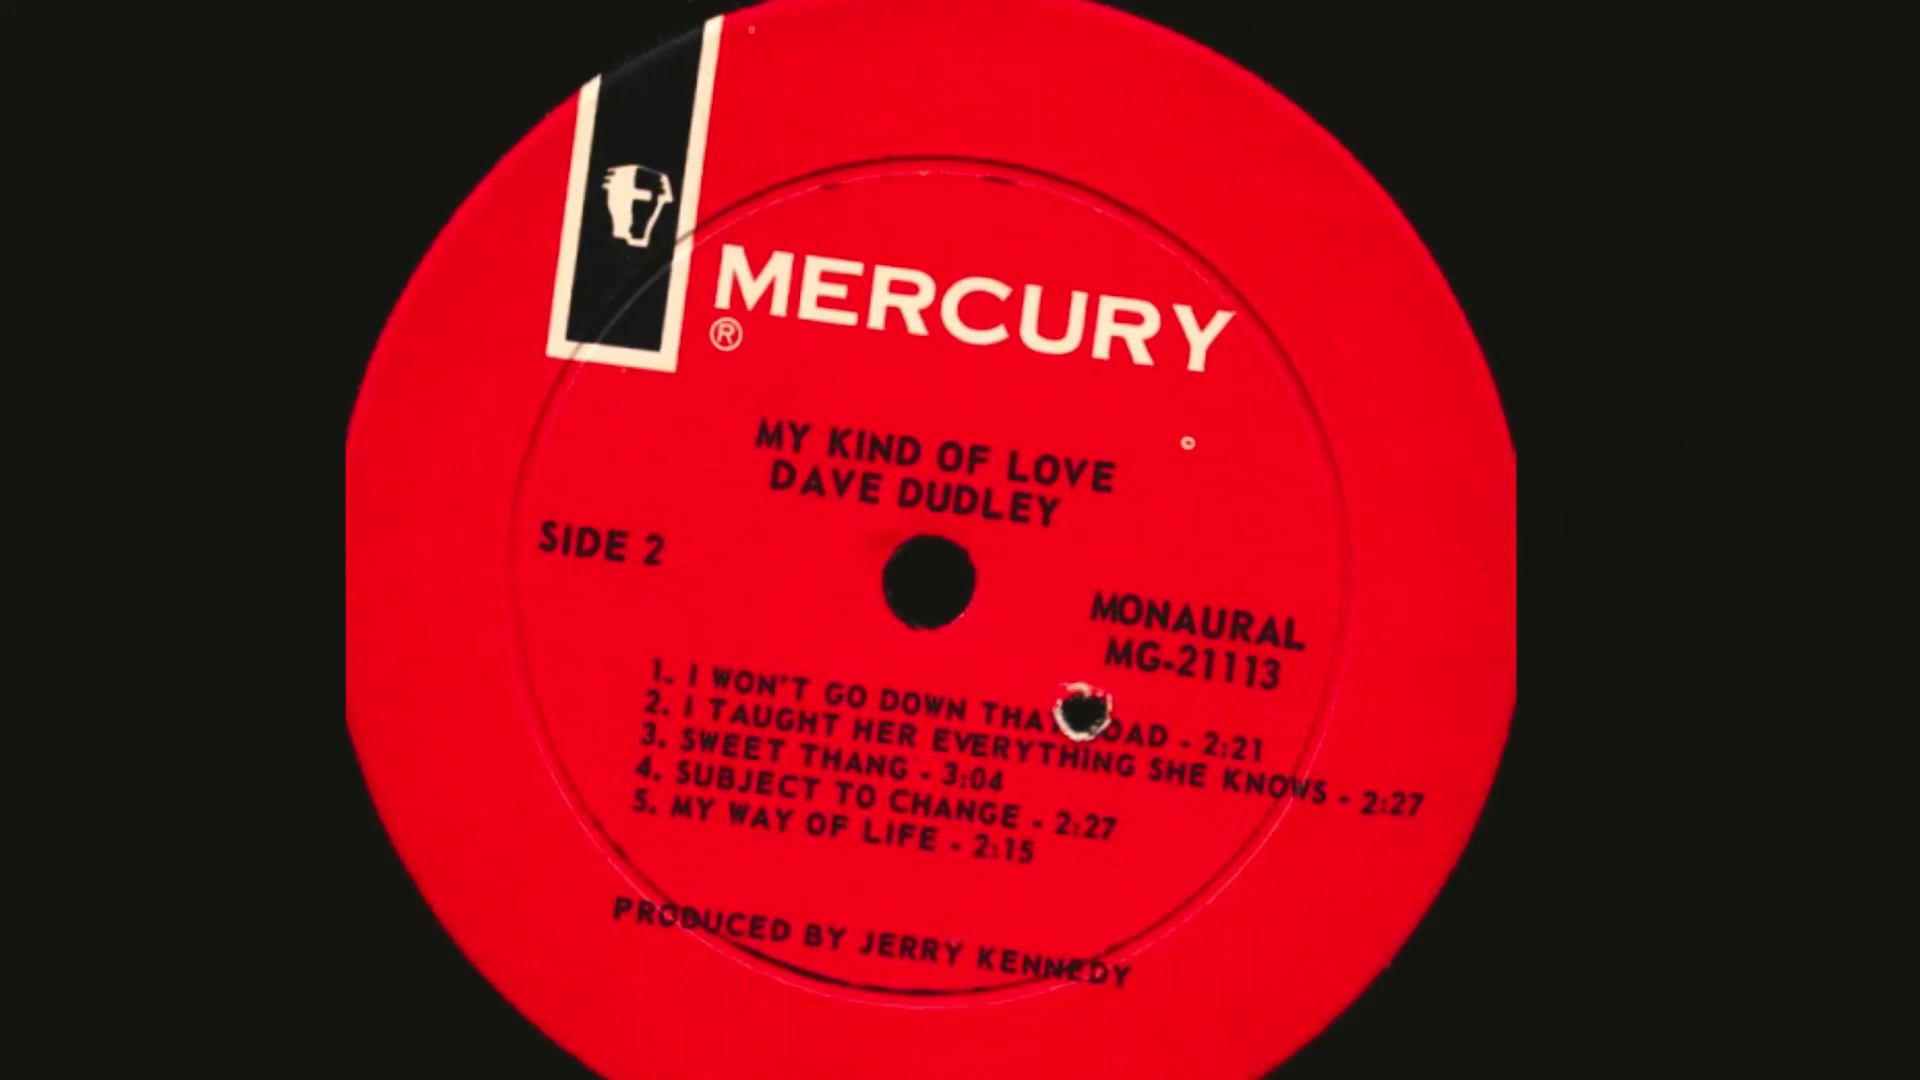 MERCURY
®
MY KIND OF LOVE
DAVE DUDLEY
SIDE 2
MONAURAL
MG-21113
1. I WON'T GO DOWN - 2:21
2. I TAUGHT HER EVERYTHING SHE KNOWS - 2:27
3. SWEET THANG - 3:04
4. SUBJECT TO CHANGE - 2:27
5. MY WAY OF LIFE - 2:15
PRODUCED BY JERRY KENNEDY